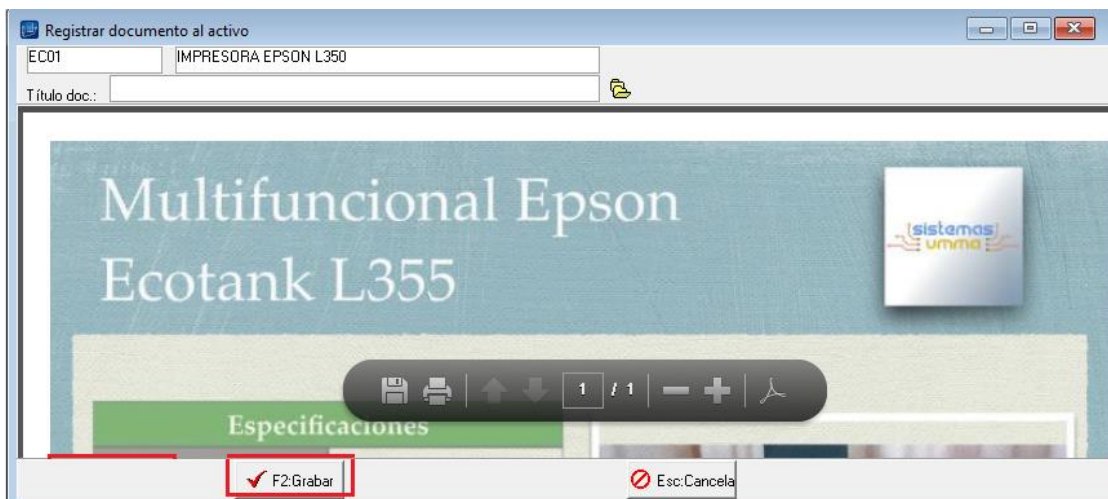 Registrar documento al activo
EC01
IMPRESORA EPSON L350
Título doc.:
Multifuncional Epson
Ecotank L355
sistemas
umma
1 / 1
Especificaciones
F2:Grabar
Esc:Cancela